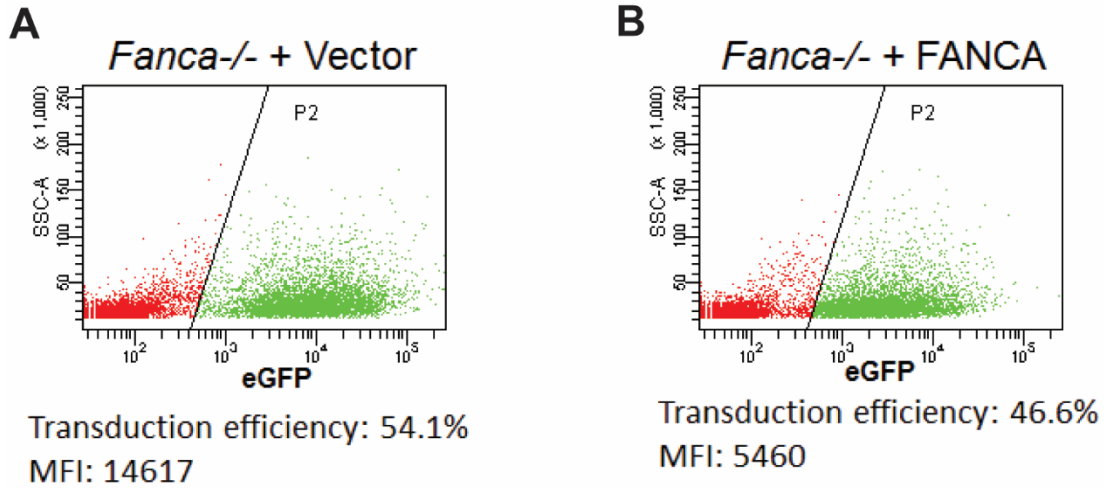 A
Fanca-/- + Vector
250
200
150
100
50
(x 1,000)
SSC-A
P2
10^2
10^3
10^4
10^5
eGFP
Transduction efficiency: 54.1%
MFI: 14617
B
Fanca-/- + FANCA
250
200
150
100
50
(x 1,000)
SSC-A
P2
10^2
10^3
10^4
10^5
eGFP
Transduction efficiency: 46.6%
MFI: 5460